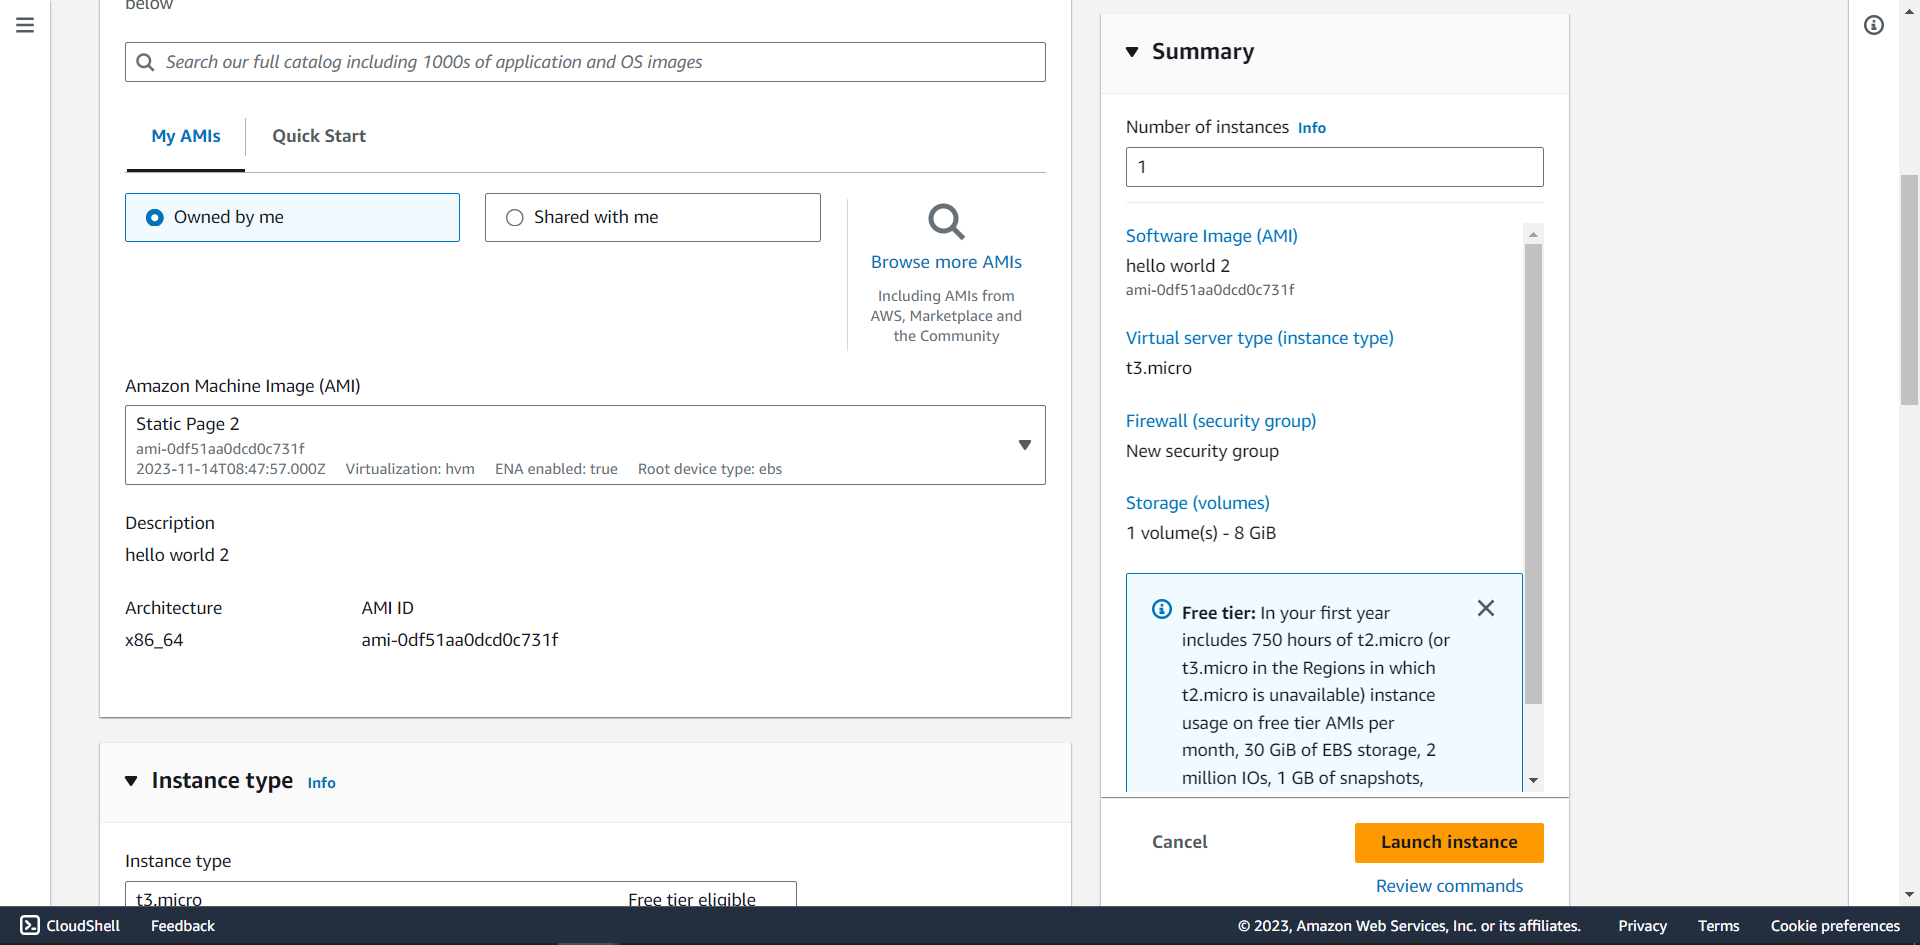 below
Search our full catalog including 1000s of application and OS images
My AMIs
Quick Start
Owned by me
Shared with me
Browse more AMIs
Including AMIs from
AWS, Marketplace and
the Community
Amazon Machine Image (AMI)
Static Page 2
ami-0df51aa0dcd0c731f
2023-11-14T08:47:57.000Z Virtualization: hvm ENA enabled: true Root device type: ebs
Description
hello world 2
Architecture
AMI ID
x86_64
ami-0df51aa0dcd0c731f
Instance type Info
Instance type
t3.micro
Free tier eligible
Summary
Number of instances Info
1
Software Image (AMI)
hello world 2
ami-0df51aa0dcd0c731f
Virtual server type (instance type)
t3.micro
Firewall (security group)
New security group
Storage (volumes)
1 volume(s) - 8 GiB
Free tier: In your first year
includes 750 hours of t2.micro (or
t3.micro in the Regions in which
t2.micro is unavailable) instance
usage on free tier AMIs per
month, 30 GiB of EBS storage, 2
million IOs, 1 GB of snapshots,
Cancel
Launch instance
Review commands
CloudShell
Feedback
© 2023, Amazon Web Services, Inc. or its affiliates.
Privacy
Terms
Cookie preferences